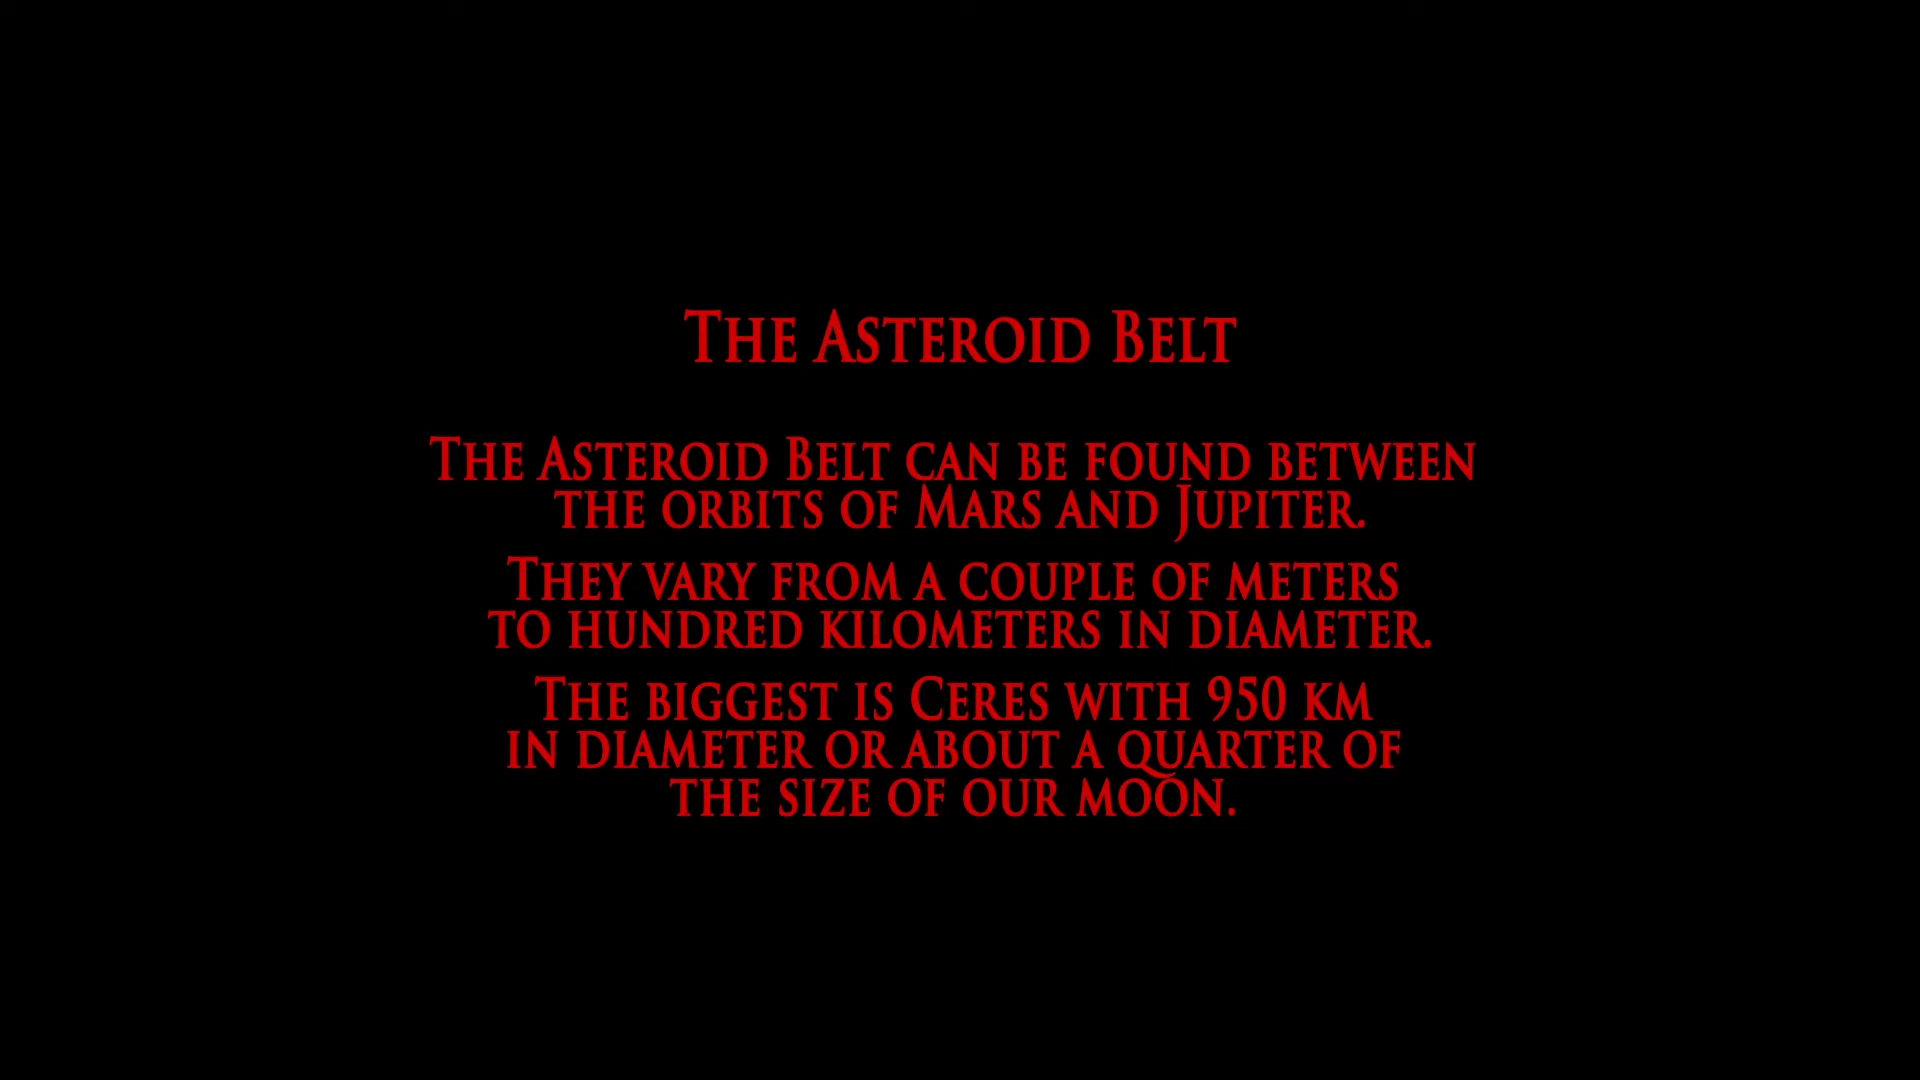 The Asteroid Belt
The Asteroid Belt can be found between
the orbits of Mars and Jupiter.
They vary from a couple of meters
to hundred kilometers in diameter.
The biggest is Ceres with 950 km
in diameter or about a quarter of
the size of our moon.